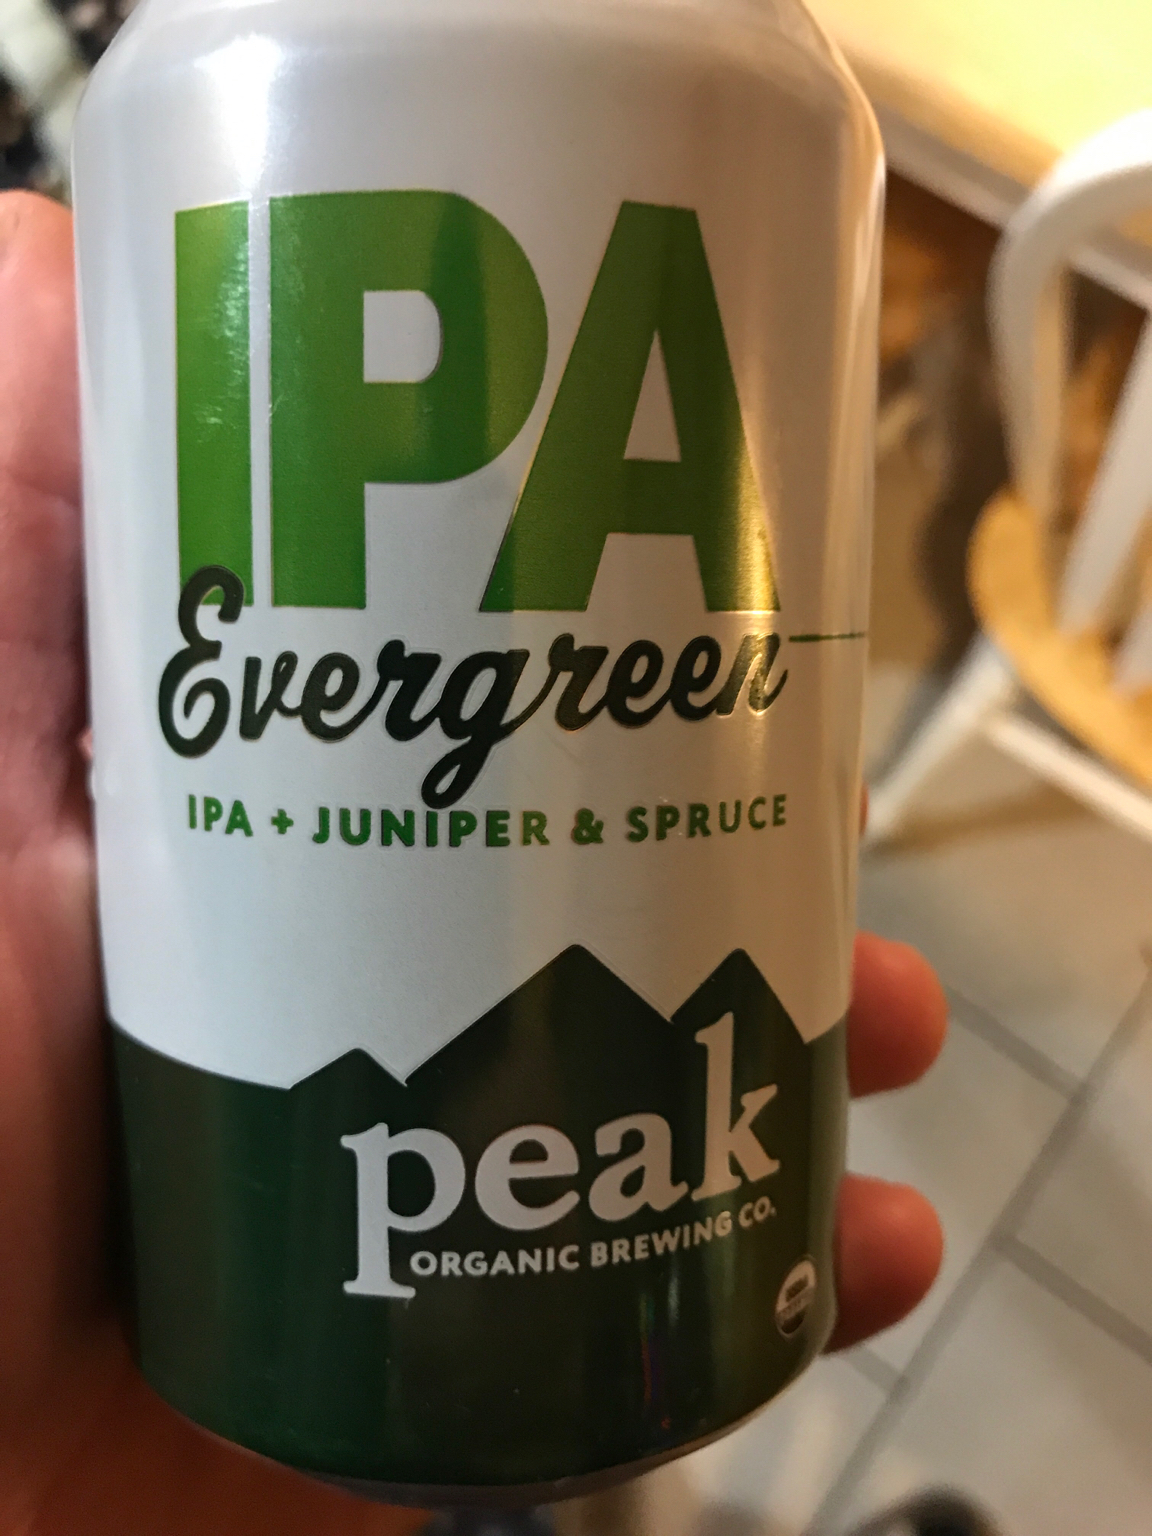 IPA
Evergreen
IPA + JUNIPER & SPRUCE
peak
ORGANIC BREWING CO.